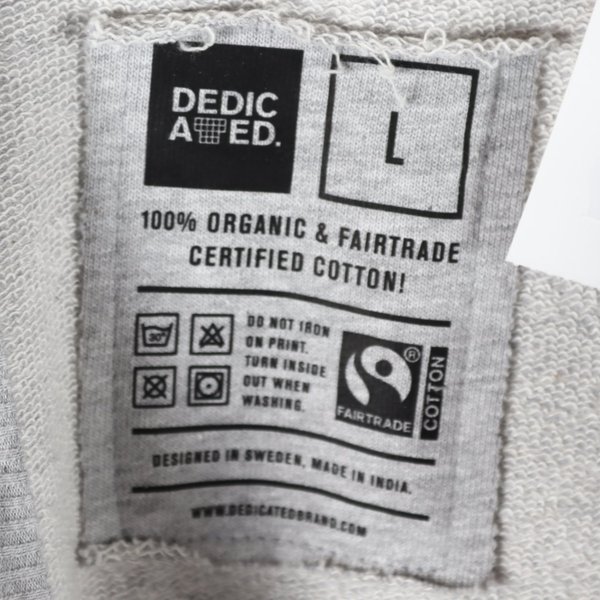 DEDIC
ATED.
L
100% ORGANIC & FAIRTRADE
CERTIFIED COTTON!
30°
DO NOT IRON
ON PRINT.
TURN INSIDE
OUT WHEN
WASHING.
®
FAIRTRADE
COTTON
DESIGNED IN SWEDEN. MADE IN INDIA.
WWW.DEDICATEDBRAND.COM